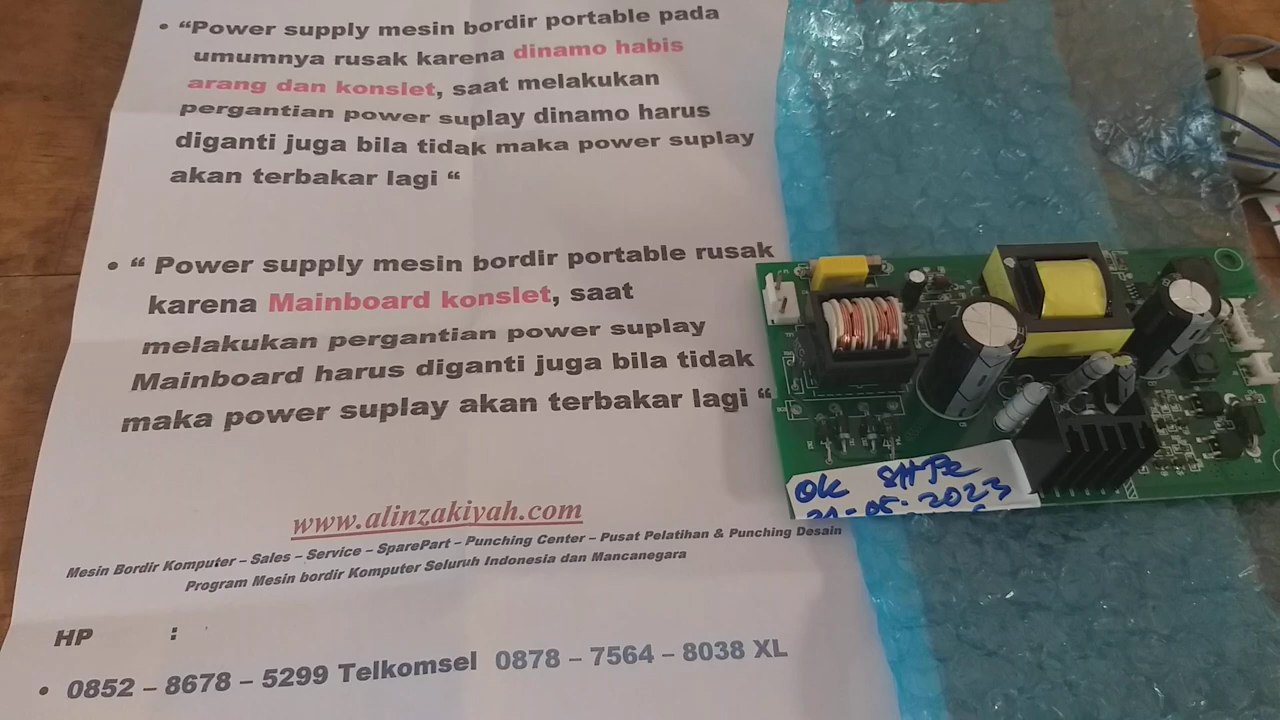 • “Power supply mesin bordir portable pada
umumnya rusak karena dinamo habis
arang dan konslet, saat melakukan
pergantian power suplay dinamo harus
diganti juga bila tidak maka power suplay
akan terbakar lagi “
• “ Power supply mesin bordir portable rusak
karena Mainboard konslet, saat
melakukan pergantian power suplay
Mainboard harus diganti juga bila tidak
maka power suplay akan terbakar lagi “
www.alinzakiyah.com
Mesin Bordir Komputer – Sales – Service – SparePart – Punching Center – Pusat Pelatihan & Punching Desain
Program Mesin bordir Komputer Seluruh Indonesia dan Mancanegara
HP :
• 0852 – 8678 – 5299 Telkomsel 0878 – 7564 – 8038 XL
Ok
05-2023